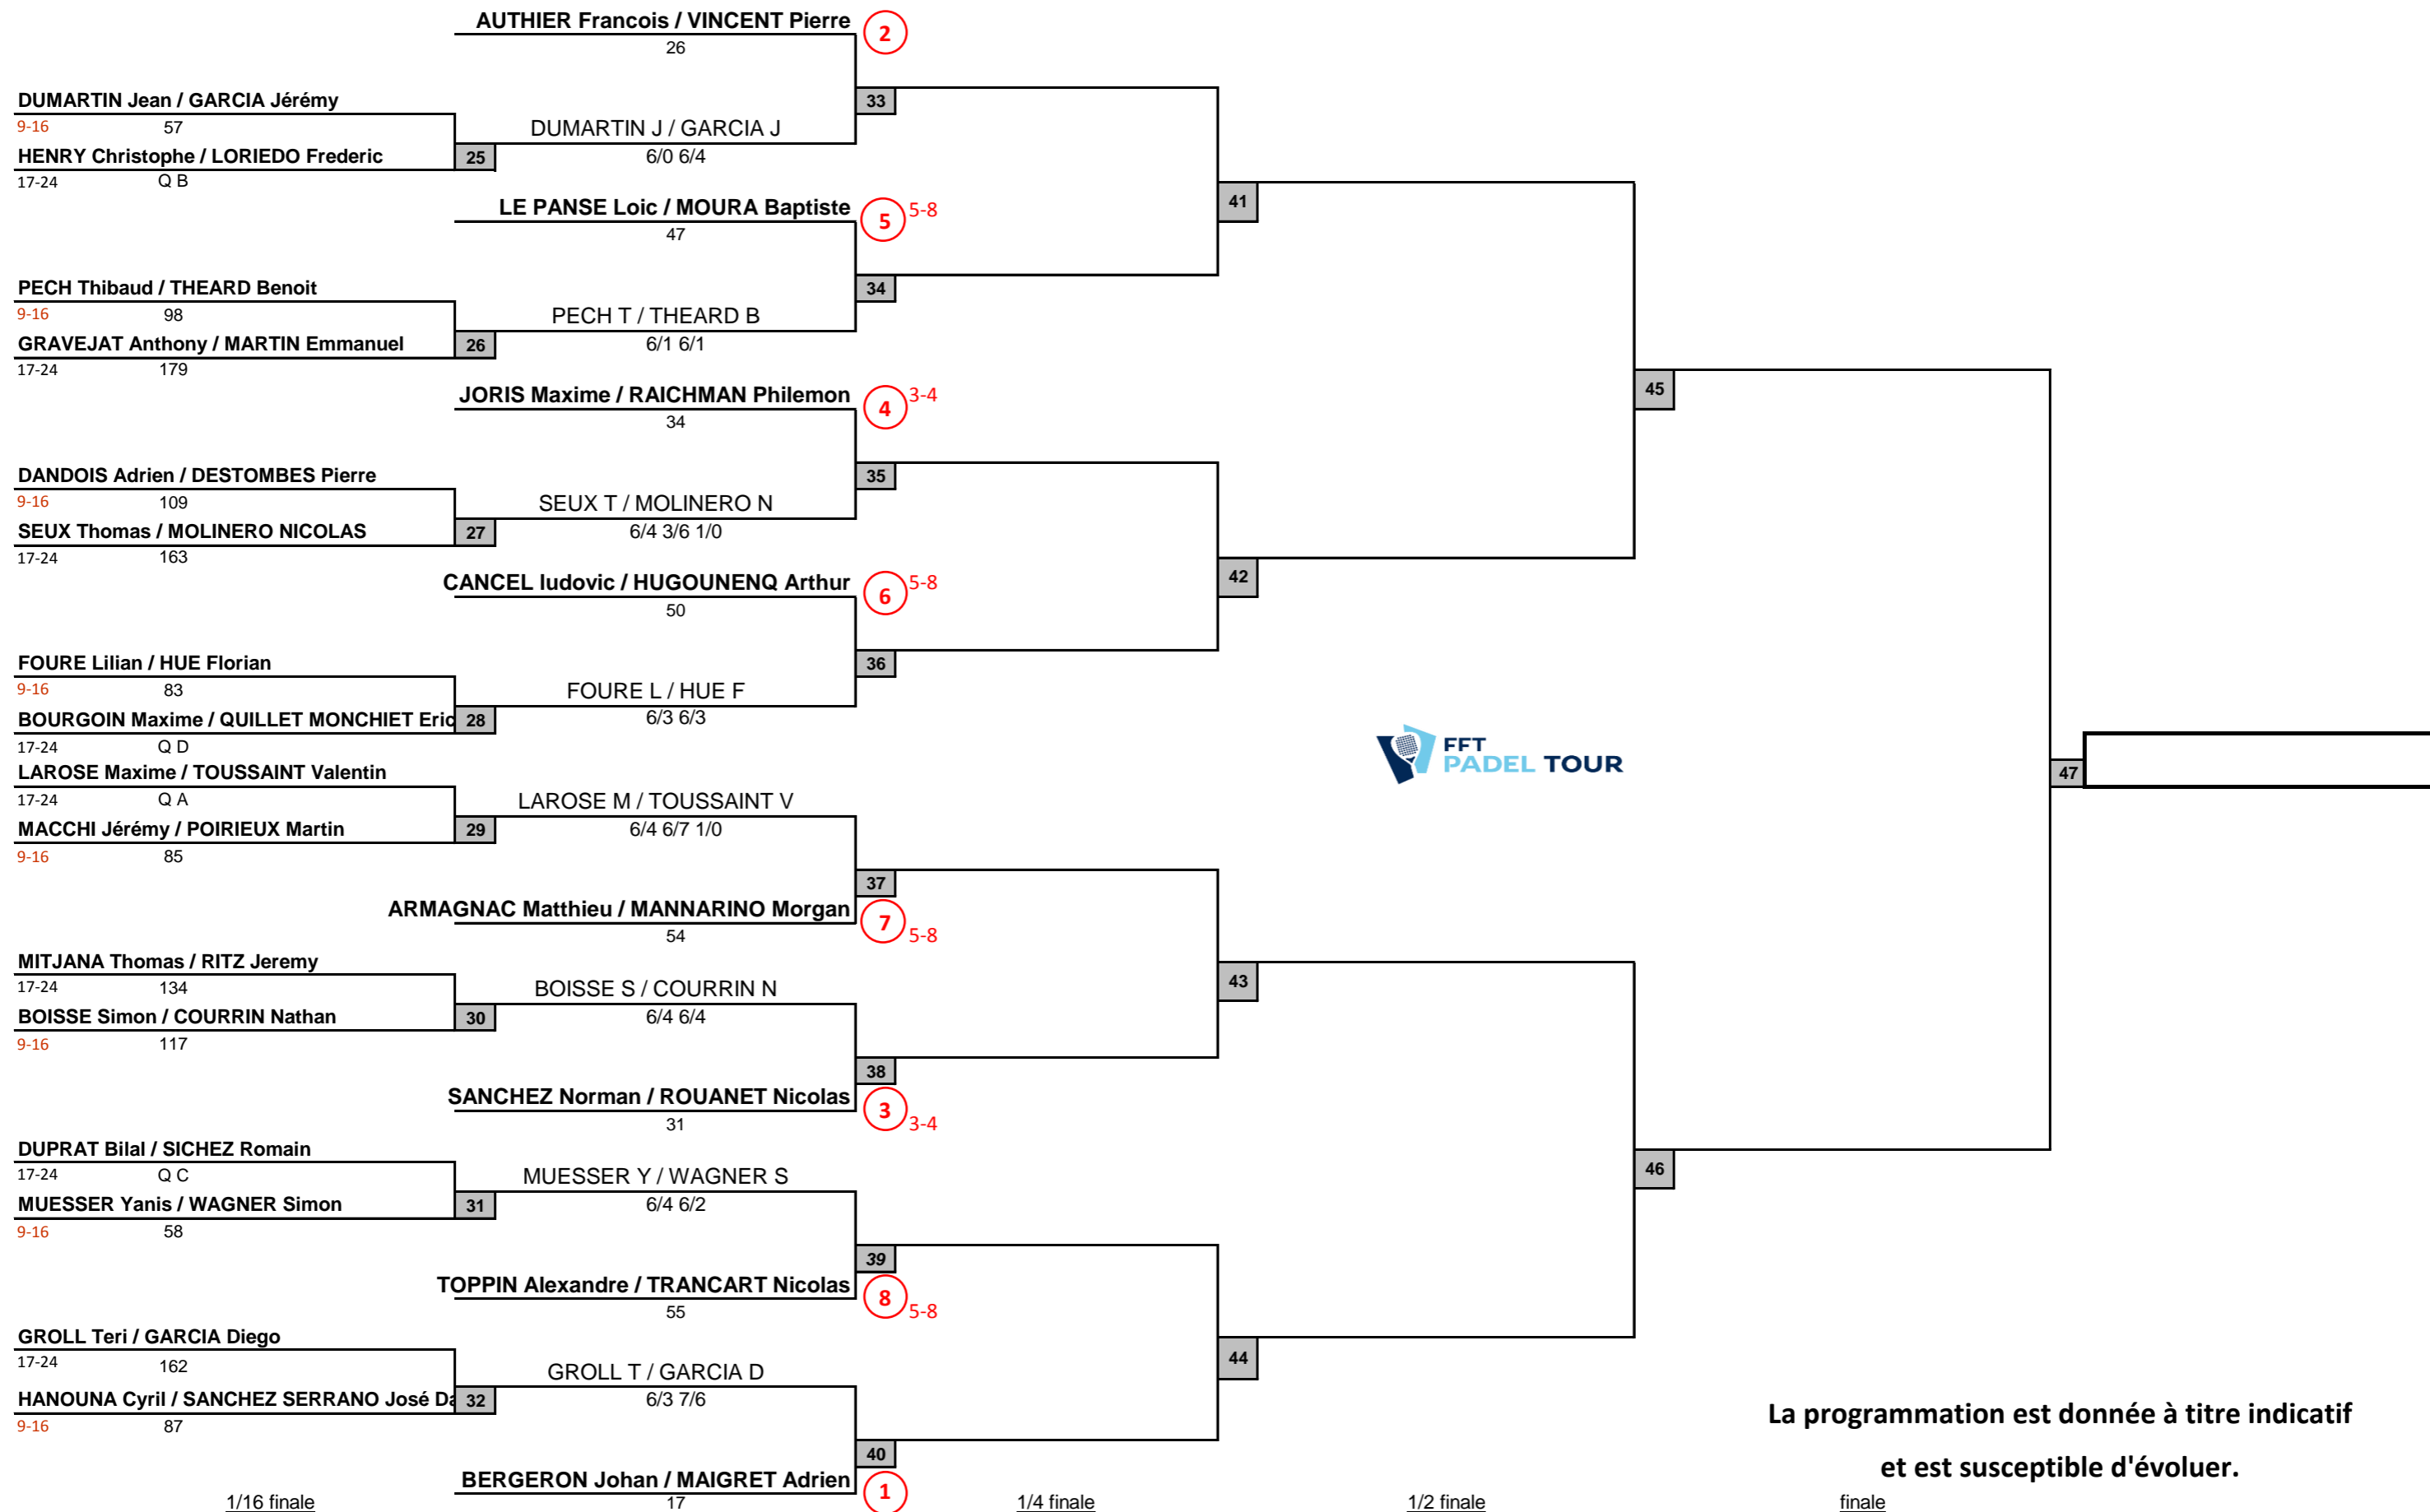 AUTHIER Francois / VINCENT Pierre
2
26
DUMARTIN Jean / GARCIA Jérémy
33
9-16 57
DUMARTIN J / GARCIA J
HENRY Christophe / LORIEDO Frederic
25
6/0 6/4
17-24 Q B
LE PANSE Loic / MOURA Baptiste
5
5-8
41
47
PECH Thibaud / THEARD Benoit
34
9-16 98
PECH T / THEARD B
GRAVEJAT Anthony / MARTIN Emmanuel
26
6/1 6/1
17-24 179
JORIS Maxime / RAICHMAN Philemon
4
3-4
45
34
DANDOIS Adrien / DESTOMBES Pierre
35
9-16 109
SEUX T / MOLINERO N
SEUX Thomas / MOLINERO NICOLAS
27
6/4 3/6 1/0
17-24 163
CANCEL ludovic / HUGOUNENQ Arthur
6
5-8
42
50
FOURE Lilian / HUE Florian
36
9-16 83
FOURE L / HUE F
BOURGOIN Maxime / QUILLET MONCHIET Eric
28
6/3 6/3
17-24 Q D
FFT
PADEL TOUR
47
LAROSE Maxime / TOUSSAINT Valentin
17-24 Q A
LAROSE M / TOUSSAINT V
MACCHI Jérémy / POIRIEUX Martin
29
6/4 6/7 1/0
9-16 85
37
ARMAGNAC Matthieu / MANNARINO Morgan
7
5-8
54
MITJANA Thomas / RITZ Jeremy
43
17-24 134
BOISSE S / COURRIN N
BOISSE Simon / COURRIN Nathan
30
6/4 6/4
9-16 117
38
SANCHEZ Norman / ROUANET Nicolas
3
3-4
31
DUPRAT Bilal / SICHEZ Romain
46
17-24 Q C
MUESSER Y / WAGNER S
MUESSER Yanis / WAGNER Simon
31
6/4 6/2
9-16 58
39
TOPPIN Alexandre / TRANCART Nicolas
8
5-8
55
GROLL Teri / GARCIA Diego
44
17-24 162
GROLL T / GARCIA D
HANOUNA Cyril / SANCHEZ SERRANO José Da
32
6/3 7/6
9-16 87
La programmation est donnée à titre indicatif
et est susceptible d'évoluer.
40
BERGERON Johan / MAIGRET Adrien
1
17
1/16 finale 1/4 finale 1/2 finale finale